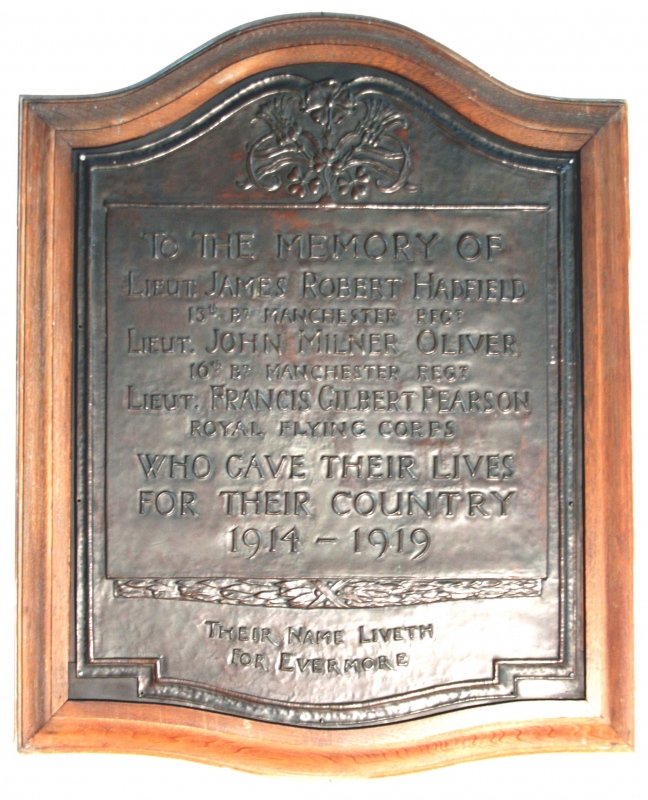 TO THE MEMORY OF
LIEUT. JAMES ROBERT HADFIELD
13TH BN MANCHESTER REGT
LIEUT. JOHN MILNER OLIVER
10TH BN MANCHESTER REGT
LIEUT. FRANCIS GILBERT PEARSON
ROYAL FLYING CORPS
WHO GAVE THEIR LIVES
FOR THEIR COUNTRY
1914 – 1919
THEIR NAME LIVETH
FOR EVERMORE